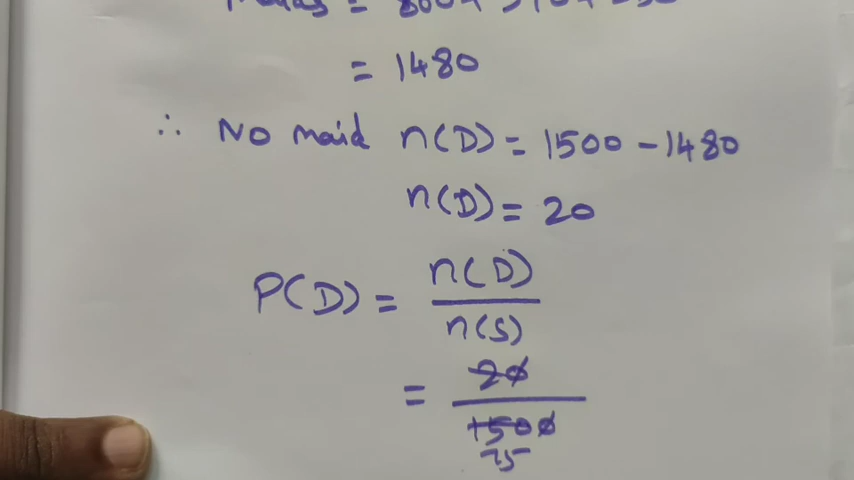 = 1480
∴ No maid n(D) = 1500 - 1480
n(D) = 20
P(D) = n(D)
n(S)
= 20
1500
75